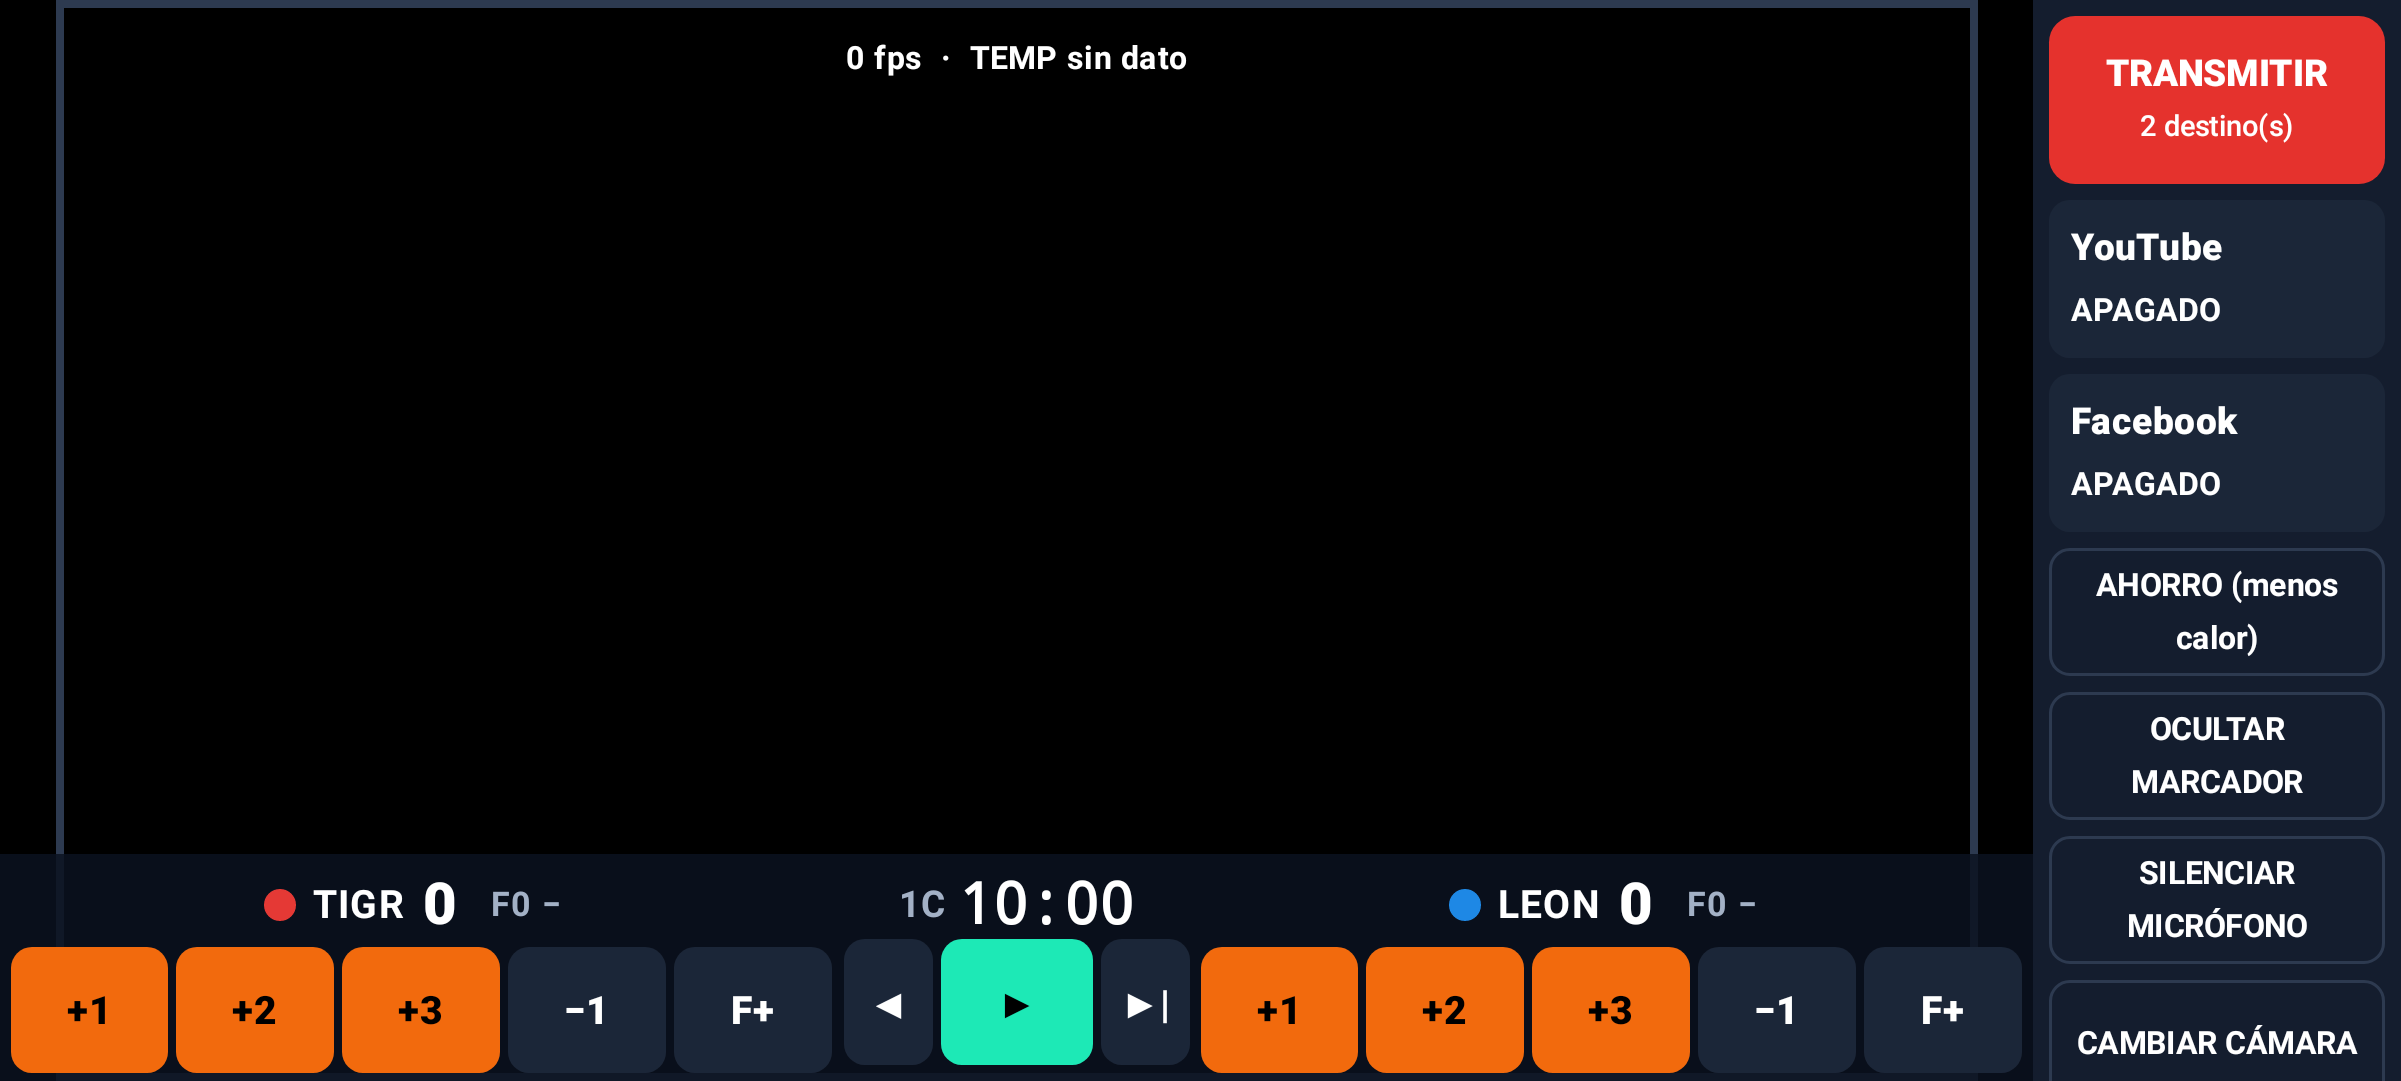 0 fps · TEMP sin dato
TRANSMITIR
2 destino(s)
YouTube
APAGADO
Facebook
APAGADO
AHORRO (menos
calor)
OCULTAR
MARCADOR
SILENCIAR
MICRÓFONO
CAMBIAR CÁMARA
TIGR 0 F0 –
1C 10:00
LEON 0 F0 –
+1 +2 +3 −1 F+ ◀ ▶ ▶| +1 +2 +3 −1 F+